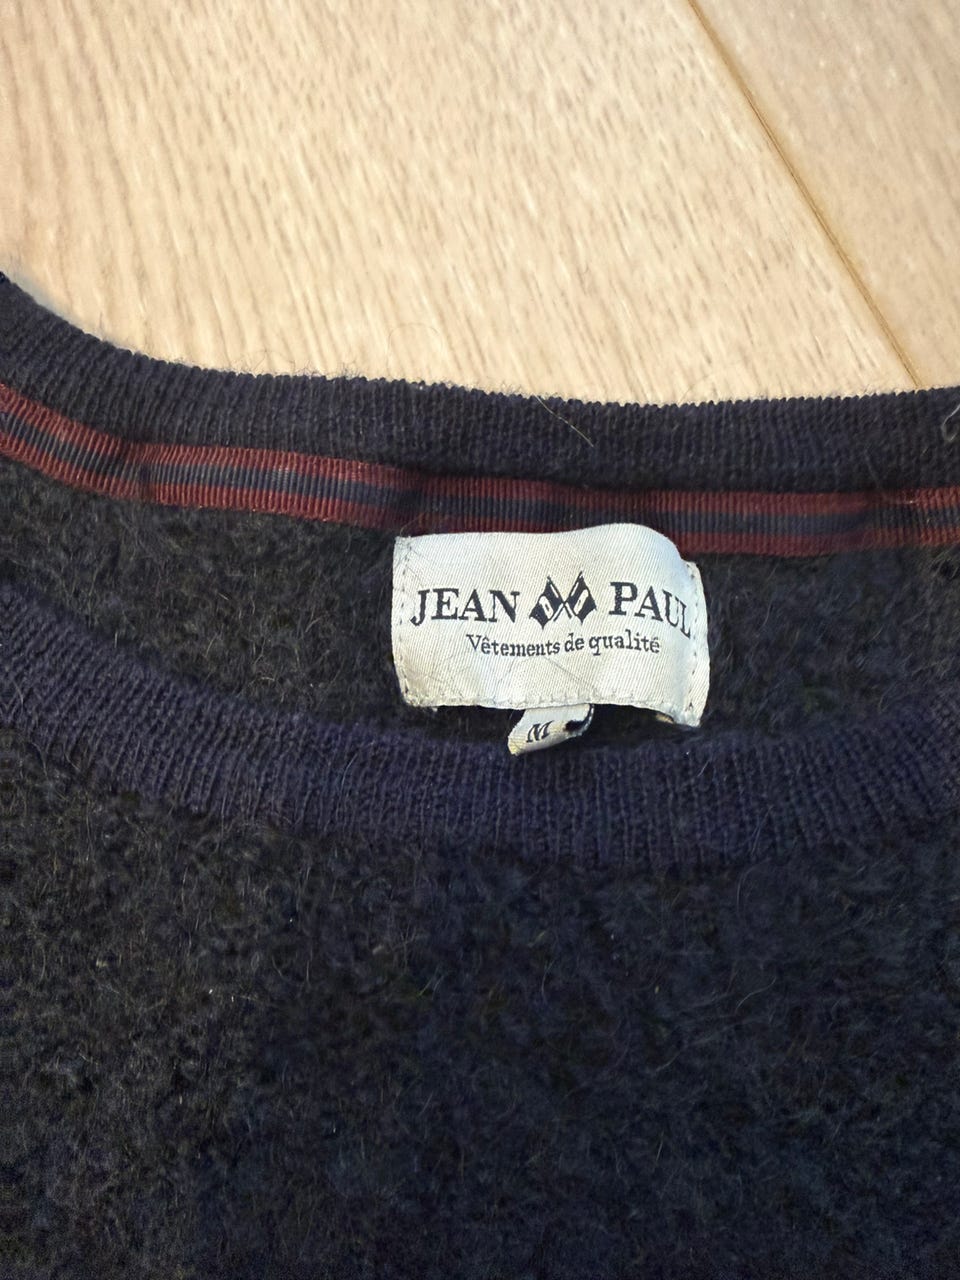 JEAN PAUL
Vêtements de qualité
M